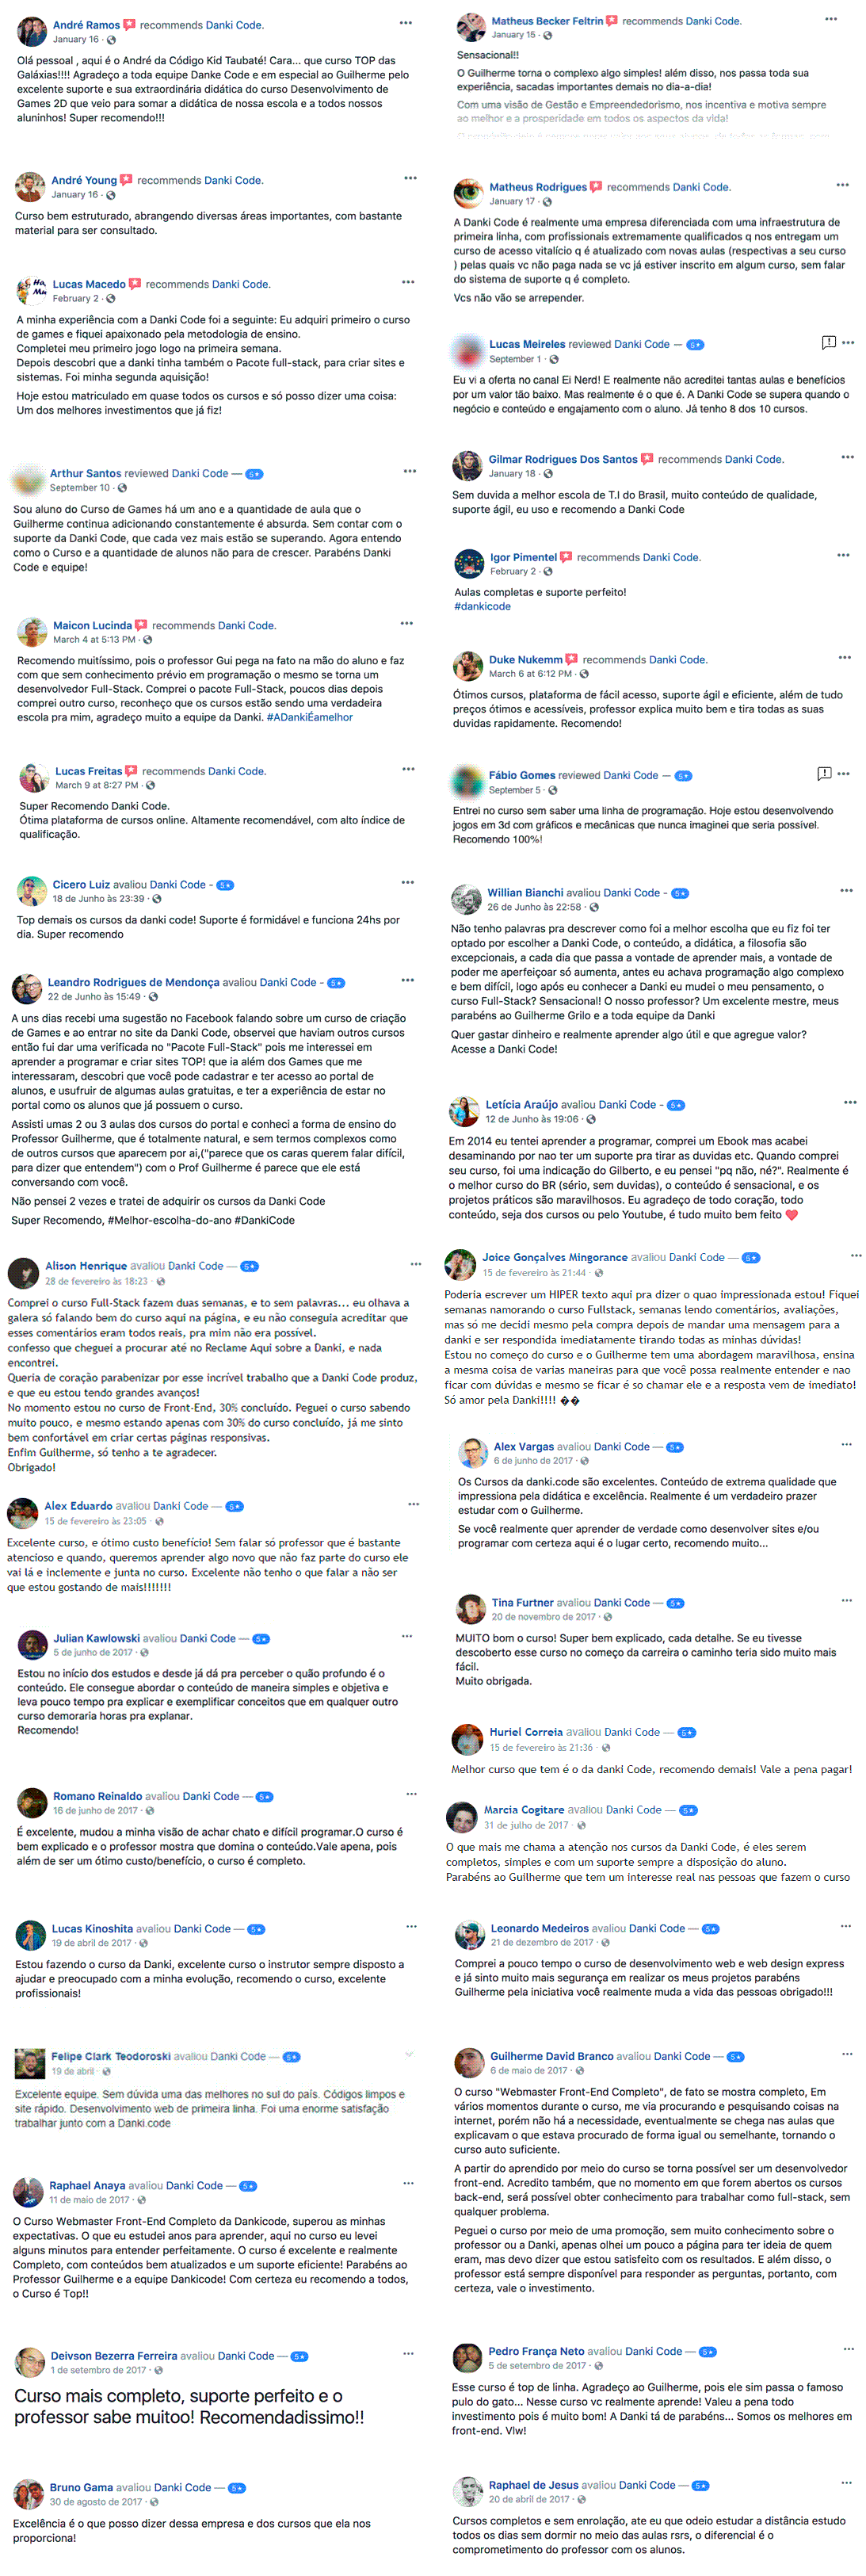 André Ramos recommends Danki Code.
January 16
Olá pessoal , aqui é o André da Código Kid Taubaté! Cara... que curso TOP das
Galáxias!!!! Agradeço a toda equipe Danke Code e em especial ao Guilherme pelo
excelente suporte e sua extraordinária didática do curso Desenvolvimento de
Games 2D que veio para somar a didática de nossa escola e a todos nossos
aluninhos! Super recomendo!!!
André Young recommends Danki Code.
January 16
Curso bem estruturado, abrangendo diversas áreas importantes, com bastante
material para ser consultado.
Lucas Macedo recommends Danki Code.
February 2
A minha experiência com a Danki Code foi a seguinte: Eu adquiri primeiro o curso
de games e fiquei apaixonado pela metodologia de ensino.
Completei meu primeiro jogo logo na primeira semana.
Depois descobri que a danki tinha também o Pacote full-stack, para criar sites e
sistemas. Foi minha segunda aquisição!
Hoje estou matriculado em quase todos os cursos e só posso dizer uma coisa:
Um dos melhores investimentos que já fiz!
Arthur Santos reviewed Danki Code — 5★
September 10
Sou aluno do Curso de Games há um ano e a quantidade de aula que o
Guilherme continua adicionando constantemente é absurda. Sem contar com o
suporte da Danki Code, que cada vez mais estão se superando. Agora entendo
como o Curso e a quantidade de alunos não para de crescer. Parabéns Danki
Code e equipe!
Maicon Lucinda recommends Danki Code.
March 4 at 5:13 PM
Recomendo muitíssimo, pois o professor Gui pega na fato na mão do aluno e faz
com que sem conhecimento prévio em programação o mesmo se torna um
desenvolvedor Full-Stack. Comprei o pacote Full-Stack, poucos dias depois
comprei outro curso, reconheço que os cursos estão sendo uma verdadeira
escola pra mim, agradeço muito a equipe da Danki. #ADankiÉamelhor
Lucas Freitas recommends Danki Code.
March 9 at 8:27 PM
Super Recomendo Danki Code.
Ótima plataforma de cursos online. Altamente recomendável, com alto índice de
qualificação.
Cicero Luiz avaliou Danki Code - 5★
18 de Junho às 23:39
Top demais os cursos da danki code! Suporte é formidável e funciona 24hs por
dia. Super recomendo
Leandro Rodrigues de Mendonça avaliou Danki Code - 5★
22 de Junho às 15:49
A uns dias recebi uma sugestão no Facebook falando sobre um curso de criação
de Games e ao entrar no site da Danki Code, observei que haviam outros cursos
então fui dar uma verificada no "Pacote Full-Stack" pois me interessei em
aprender a programar e criar sites TOP! que ia além dos Games que me
interessaram, descobri que você pode cadastrar e ter acesso ao portal de
alunos, e usufruir de algumas aulas gratuitas, e ter a experiência de estar no
portal como os alunos que já possuem o curso.
Assisti umas 2 ou 3 aulas dos cursos do portal e conheci a forma de ensino do
Professor Guilherme, que é totalmente natural, e sem termos complexos como
de outros cursos que aparecem por ai,("parece que os caras querem falar difícil,
para dizer que entendem") com o Prof Guilherme é parece que ele está
conversando com você.
Não pensei 2 vezes e tratei de adquirir os cursos da Danki Code
Super Recomendo, #Melhor-escolha-do-ano #DankiCode
Alison Henrique avaliou Danki Code — 5★
28 de fevereiro às 18:23
Comprei o curso Full-Stack fazem duas semanas, e to sem palavras... eu olhava a
galera só falando bem do curso aqui na página, e eu não conseguia acreditar que
esses comentários eram todos reais, pra mim não era possível.
confesso que cheguei a procurar até no Reclame Aqui sobre a Danki, e nada
encontrei.
Queria de coração parabenizar por esse incrível trabalho que a Danki Code produz,
e que eu estou tendo grandes avanços!
No momento estou no curso de Front-End, 30% concluído. Peguei o curso sabendo
muito pouco, e mesmo estando apenas com 30% do curso concluído, já me sinto
bem confortável em criar certas páginas responsivas.
Enfim Guilherme, só tenho a te agradecer.
Obrigado!
Alex Eduardo avaliou Danki Code — 5★
15 de fevereiro às 23:05
Excelente curso, e ótimo custo benefício! Sem falar só professor que é bastante
atencioso e quando, queremos aprender algo novo que não faz parte do curso ele
vai lá e inclemente e junta no curso. Excelente não tenho o que falar a não ser
que estou gostando de mais!!!!!!!
Julian Kawlowski avaliou Danki Code — 5★
5 de junho de 2017
Estou no início dos estudos e desde já dá pra perceber o quão profundo é o
conteúdo. Ele consegue abordar o conteúdo de maneira simples e objetiva e
leva pouco tempo pra explicar e exemplificar conceitos que em qualquer outro
curso demoraria horas pra explanar.
Recomendo!
Romano Reinaldo avaliou Danki Code — 5★
16 de junho de 2017
É excelente, mudou a minha visão de achar chato e difícil programar.O curso é
bem explicado e o professor mostra que domina o conteúdo.Vale apena, pois
além de ser um ótimo custo/benefício, o curso é completo.
Lucas Kinoshita avaliou Danki Code — 5★
19 de abril de 2017
Estou fazendo o curso da Danki, excelente curso o instrutor sempre disposto a
ajudar e preocupado com a minha evolução, recomendo o curso, excelente
profissionais!
Felipe Clark Teodoroski avaliou Danki Code — 5★
19 de abril
Excelente equipe. Sem dúvida uma das melhores no sul do país. Códigos limpos e
site rápido. Desenvolvimento web de primeira linha. Foi uma enorme satisfação
trabalhar junto com a Danki.code
Raphael Anaya avaliou Danki Code — 5★
11 de maio de 2017
O Curso Webmaster Front-End Completo da Dankicode, superou as minhas
expectativas. O que eu estudei anos para aprender, aqui no curso eu levei
alguns minutos para entender perfeitamente. O curso é excelente e realmente
Completo, com conteúdos bem atualizados e um suporte eficiente! Parabéns ao
Professor Guilherme e a equipe Dankicode! Com certeza eu recomendo a todos,
o Curso é Top!!
Deivson Bezerra Ferreira avaliou Danki Code — 5★
1 de setembro de 2017
Curso mais completo, suporte perfeito e o
professor sabe muitoo! Recomendadissimo!!
Bruno Gama avaliou Danki Code — 5★
30 de agosto de 2017
Exelência é o que posso dizer dessa empresa e dos cursos que ela nos
proporciona!
Matheus Becker Feltrin recommends Danki Code.
January 15
Sensacional!!
O Guilherme torna o complexo algo simples! além disso, nos passa toda sua
experiência, sacadas importantes demais no dia-a-dia!
Com uma visão de Gestão e Empreendedorismo, nos incentiva e motiva sempre
ao melhor e a prosperidade em todos os aspectos da vida!
Matheus Rodrigues recommends Danki Code.
January 17
A Danki Code é realmente uma empresa diferenciada com uma infraestrutura de
primeira linha, com profissionais extremamente qualificados q nos entregam um
curso de acesso vitalício q é atualizado com novas aulas (respectivas a seu curso
) pelas quais vc não paga nada se vc já estiver inscrito em algum curso, sem falar
do sistema de suporte q é completo.
Vcs não vão se arrepender.
Lucas Meireles reviewed Danki Code — 5★
September 1
Eu vi a oferta no canal Ei Nerd! E realmente não acreditei tantas aulas e beneficios
por um valor tão baixo. Mas realmente é o que é. A Danki Code se supera quando o
negócio e conteúdo e engajamento com o aluno. Já tenho 8 dos 10 cursos.
Gilmar Rodrigues Dos Santos recommends Danki Code.
January 18
Sem duvida a melhor escola de T.I do Brasil, muito conteúdo de qualidade,
suporte ágil, eu uso e recomendo a Danki Code
Igor Pimentel recommends Danki Code.
February 2
Aulas completas e suporte perfeito!
#dankicode
Duke Nukemm recommends Danki Code.
March 6 at 6:12 PM
Ótimos cursos, plataforma de fácil acesso, suporte ágil e eficiente, além de tudo
preços ótimos e acessíveis, professor explica muito bem e tira todas as suas
duvidas rapidamente. Recomendo!
Fábio Gomes reviewed Danki Code — 5★
September 5
Entrei no curso sem saber uma linha de programação. Hoje estou desenvolvendo
jogos em 3d com gráficos e mecânicas que nunca imaginei que seria possível.
Recomendo 100%!
Willian Bianchi avaliou Danki Code - 5★
26 de Junho às 22:58
Não tenho palavras pra descrever como foi a melhor escolha que eu fiz foi ter
optado por escolher a Danki Code, o conteúdo, a didática, a filosofia são
excepcionais, a cada dia que passa a vontade de aprender mais, a vontade de
poder me aperfeiçoar só aumenta, antes eu achava programação algo complexo
e bem difícil, logo após eu conhecer a Danki eu mudei o meu pensamento, o
curso Full-Stack? Sensacional! O nosso professor? Um excelente mestre, meus
parabéns ao Guilherme Grilo e a toda equipe da Danki
Quer gastar dinheiro e realmente aprender algo útil e que agregue valor?
Acesse a Danki Code!
Letícia Araújo avaliou Danki Code - 5★
12 de Junho às 19:06
Em 2014 eu tentei aprender a programar, comprei um Ebook mas acabei
desaminando por nao ter um suporte pra tirar as duvidas etc. Quando comprei
seu curso, foi uma indicação do Gilberto, e eu pensei "pq não, né?". Realmente é
o melhor curso do BR (sério, sem duvidas), o conteúdo é sensacional, e os
projetos práticos são maravilhosos. Eu agradeço de todo coração, todo
conteúdo, seja dos cursos ou pelo Youtube, é tudo muito bem feito ❤
Joice Gonçalves Mingorance avaliou Danki Code — 5★
15 de fevereiro às 21:44
Poderia escrever um HIPER texto aqui pra dizer o quao impressionada estou! Fiquei
semanas namorando o curso Fullstack, semanas lendo comentários, avaliações,
mas só me decidi mesmo pela compra depois de mandar uma mensagem para a
danki e ser respondida imediatamente tirando todas as minhas dúvidas!
Estou no começo do curso e o Guilherme tem uma abordagem maravilhosa, ensina
a mesma coisa de varias maneiras para que você possa realmente entender e nao
ficar com dúvidas e mesmo se ficar é so chamar ele e a resposta vem de imediato!
Só amor pela Danki!!!! ��
Alex Vargas avaliou Danki Code — 5★
6 de junho de 2017
Os Cursos da danki.code são excelentes. Conteúdo de extrema qualidade que
impressiona pela didática e excelência. Realmente é um verdadeiro prazer
estudar com o Guilherme.
Se você realmente quer aprender de verdade como desenvolver sites e/ou
programar com certeza aqui é o lugar certo, recomendo muito...
Tina Furtner avaliou Danki Code — 5★
20 de novembro de 2017
MUITO bom o curso! Super bem explicado, cada detalhe. Se eu tivesse
descoberto esse curso no começo da carreira o caminho teria sido muito mais
fácil.
Muito obrigada.
Huriel Correia avaliou Danki Code — 5★
15 de fevereiro às 21:36
Melhor curso que tem é o da danki Code, recomendo demais! Vale a pena pagar!
Marcia Cogitare avaliou Danki Code — 5★
31 de julho de 2017
O que mais me chama a atenção nos cursos da Danki Code, é eles serem
completos, simples e com um suporte sempre a disposição do aluno.
Parabéns ao Guilherme que tem um interesse real nas pessoas que fazem o curso
Leonardo Medeiros avaliou Danki Code — 5★
21 de dezembro de 2017
Comprei a pouco tempo o curso de desenvolvimento web e web design express
e já sinto muito mais segurança em realizar os meus projetos parabéns
Guilherme pela iniciativa você realmente muda a vida das pessoas obrigado!!!
Guilherme David Branco avaliou Danki Code — 5★
6 de maio de 2017
O curso "Webmaster Front-End Completo", de fato se mostra completo, Em
vários momentos durante o curso, me via procurando e pesquisando coisas na
internet, porém não há a necessidade, eventualmente se chega nas aulas que
explicavam o que estava procurado de forma igual ou semelhante, tornando o
curso auto suficiente.
A partir do aprendido por meio do curso se torna possível ser um desenvolvedor
front-end. Acredito também, que no momento em que forem abertos os cursos
back-end, será possível obter conhecimento para trabalhar como full-stack, sem
qualquer problema.
Peguei o curso por meio de uma promoção, sem muito conhecimento sobre o
professor ou a Danki, apenas olhei um pouco a página para ter ideia de quem
eram, mas devo dizer que estou satisfeito com os resultados. E além disso, o
professor está sempre disponível para responder as perguntas, portanto, com
certeza, vale o investimento.
Pedro França Neto avaliou Danki Code — 5★
5 de setembro de 2017
Esse curso é top de linha. Agradeço ao Guilherme, pois ele sim passa o famoso
pulo do gato... Nesse curso vc realmente aprende! Valeu a pena todo
investimento pois é muito bom! A Danki tá de parabéns... Somos os melhores em
front-end. Vlw!
Raphael de Jesus avaliou Danki Code — 5★
20 de abril de 2017
Cursos completos e sem enrolação, ate eu que odeio estudar a distância estudo
todos os dias sem dormir no meio das aulas rsrs, o diferencial é o
comprometimento do professor com os alunos.